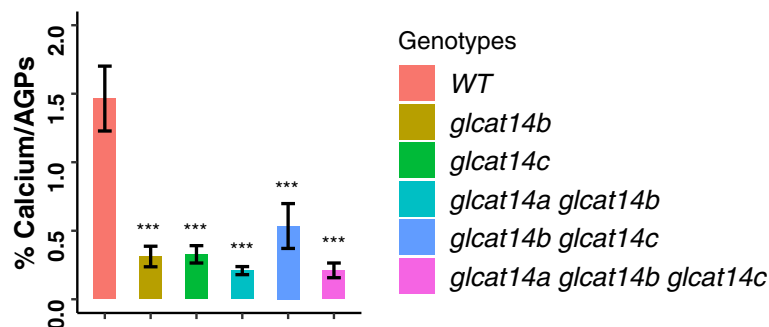 % Calcium/AGPs
2.0
1.5
1.0
0.5
0.0
***
***
***
***
***
Genotypes
WT
glcat14b
glcat14c
glcat14a glcat14b
glcat14b glcat14c
glcat14a glcat14b glcat14c